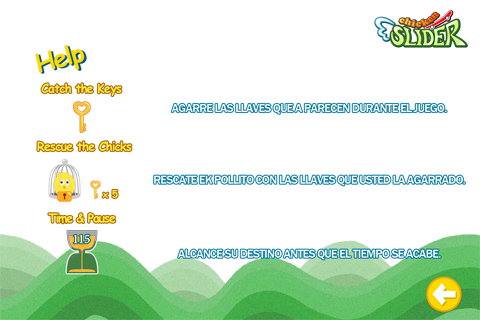 chicken
SLIDER
Help
Catch the Keys
AGARRE LAS LLAVES QUE A PARECEN DURANTE EL JUEGO.
Rescue the Chicks
x 5
RESCATE EK POLLITO CON LAS LLAVES QUE USTED LA AGARRADO.
Time & Pause
115
ALCANCE SU DESTINO ANTES QUE EL TIEMPO SE ACABE.